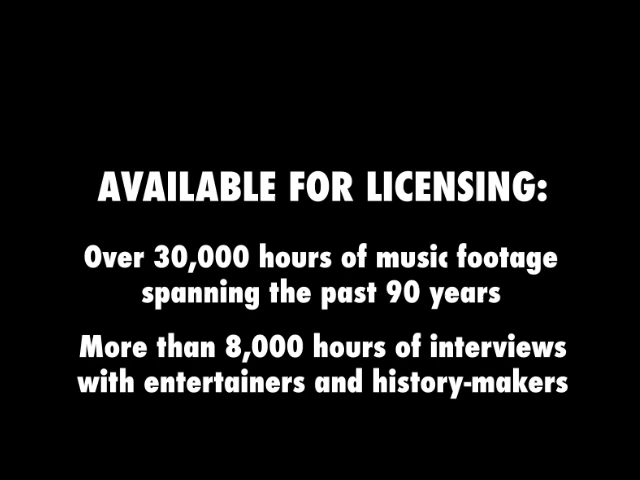 AVAILABLE FOR LICENSING:
Over 30,000 hours of music footage
spanning the past 90 years
More than 8,000 hours of interviews
with entertainers and history-makers